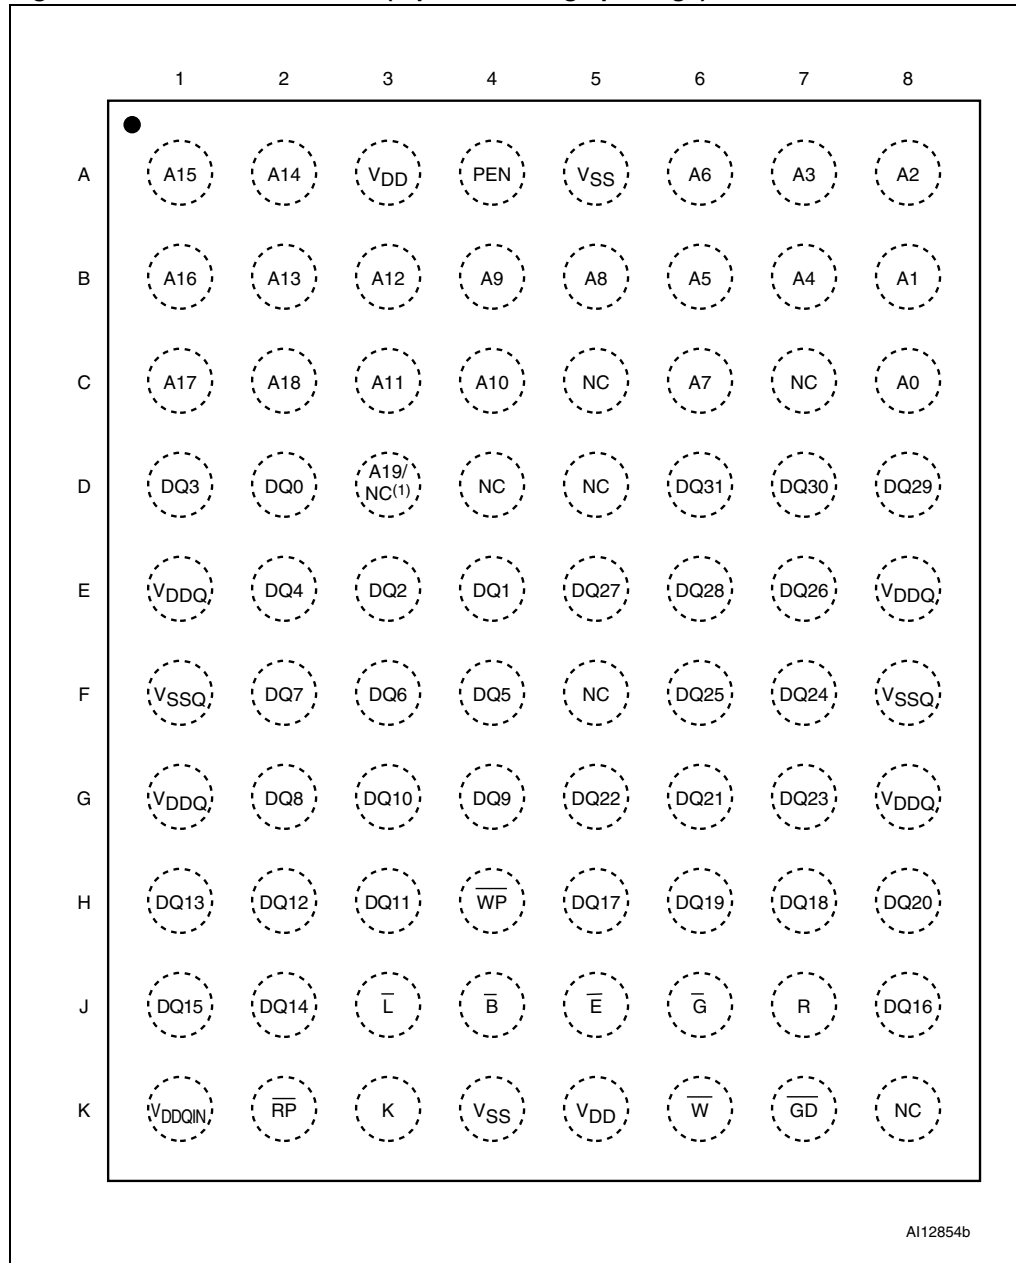 1 2 3 4 5 6 7 8
A A15 A14 VDD PEN VSS A6 A3 A2
B A16 A13 A12 A9 A8 A5 A4 A1
C A17 A18 A11 A10 NC A7 NC A0
D DQ3 DQ0 A19/ NC(1) NC NC DQ31 DQ30 DQ29
E VDDQ DQ4 DQ2 DQ1 DQ27 DQ28 DQ26 VDDQ
F VSSQ DQ7 DQ6 DQ5 NC DQ25 DQ24 VSSQ
G VDDQ DQ8 DQ10 DQ9 DQ22 DQ21 DQ23 VDDQ
H DQ13 DQ12 DQ11 W̅P̅ DQ17 DQ19 DQ18 DQ20
J DQ15 DQ14 L̅ B̅ E̅ G̅ R DQ16
K VDDQIN R̅P̅ K VSS VDD W̅ G̅D̅ NC
AI12854b